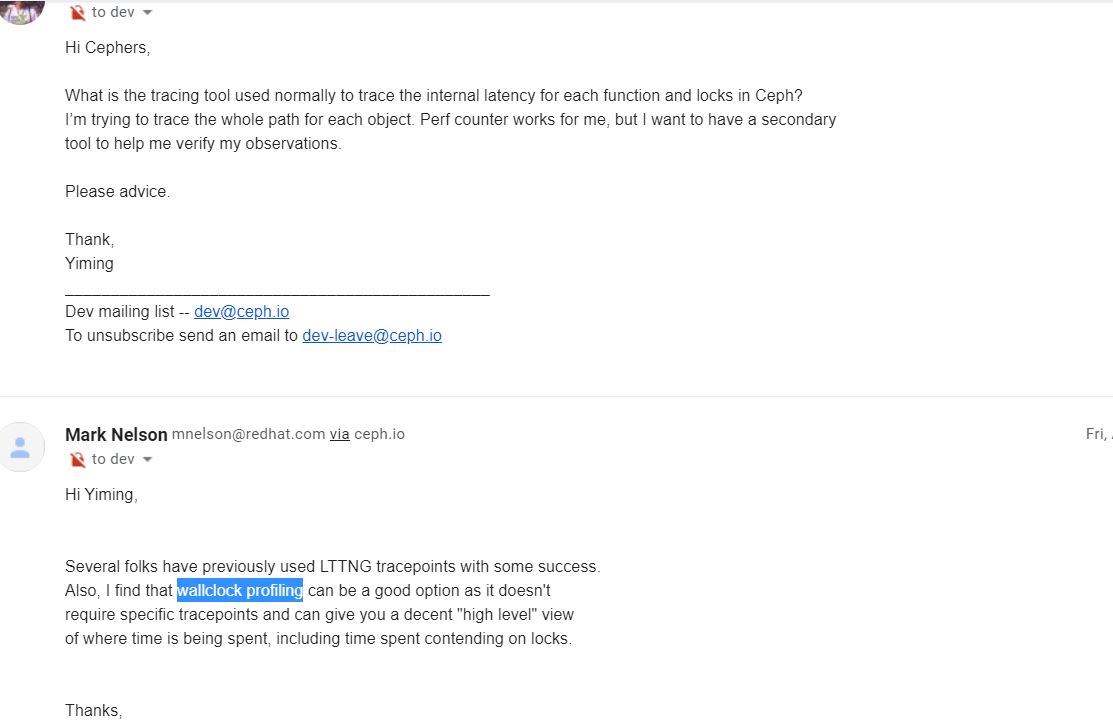 to dev
Hi Cephers,
What is the tracing tool used normally to trace the internal latency for each function and locks in Ceph?
I'm trying to trace the whole path for each object. Perf counter works for me, but I want to have a secondary
tool to help me verify my observations.
Please advice.
Thank,
Yiming
_______________________________________________
Dev mailing list -- dev@ceph.io
To unsubscribe send an email to dev-leave@ceph.io
Mark Nelson mnelson@redhat.com via ceph.io Fri,
to dev
Hi Yiming,
Several folks have previously used LTTNG tracepoints with some success.
Also, I find that wallclock profiling can be a good option as it doesn't
require specific tracepoints and can give you a decent "high level" view
of where time is being spent, including time spent contending on locks.
Thanks,